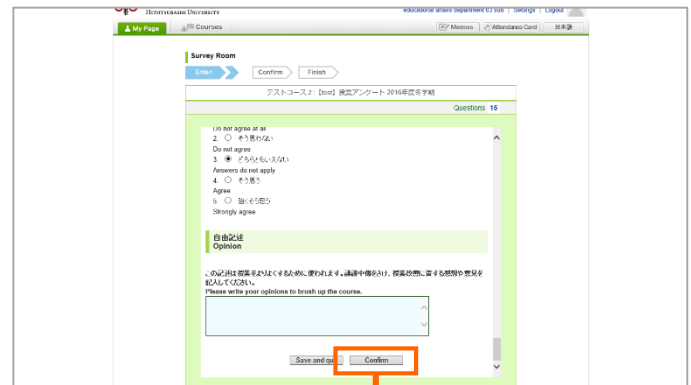 HITOTSUBASHI UNIVERSITY
educational affairs department 03 sub | Settings | Logout
My Page
Courses
Memos
Attendance Card
日本語
Survey Room
Enter
Confirm
Finish
テストコース2:【test】授業アンケート 2016年度冬学期
Questions 15
Do not agree at all
2. そう思わない
Do not agree
3. どちらともいえない
Answers do not apply
4. そう思う
Agree
5. 強くそう思う
Strongly agree
自由記述
Opinion
この記述は授業をよりよくするために使われます。誹謗中傷をさけ、授業改善に資する感想や意見を
記入してください。
Please write your opinions to brush up the course.
Save and quit
Confirm